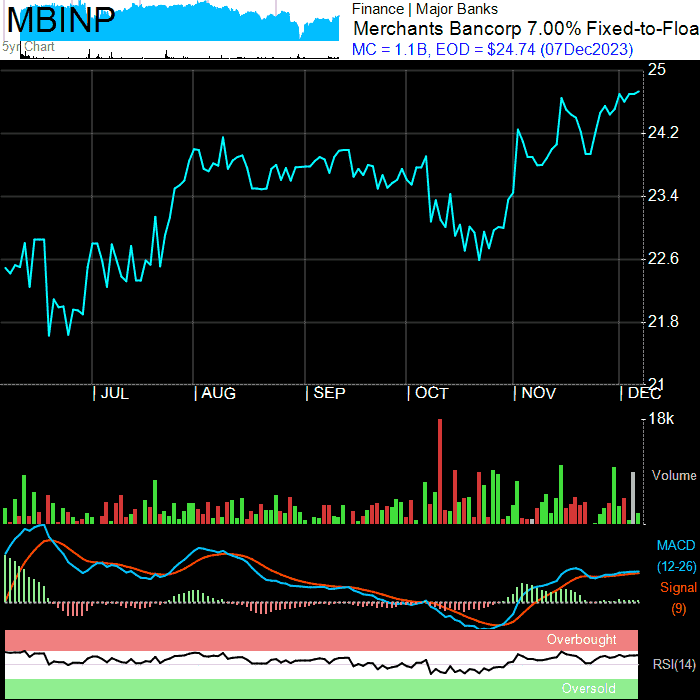 MBINP
5yr Chart
Finance | Major Banks
Merchants Bancorp 7.00% Fixed-to-Floa
MC = 1.1B, EOD = $24.74 (07Dec2023)
25
24.2
23.4
22.6
21.8
21
| JUL | AUG | SEP | OCT | NOV | DEC
18k
Volume
MACD
(12-26)
Signal
(9)
Overbought
RSI(14)
Oversold